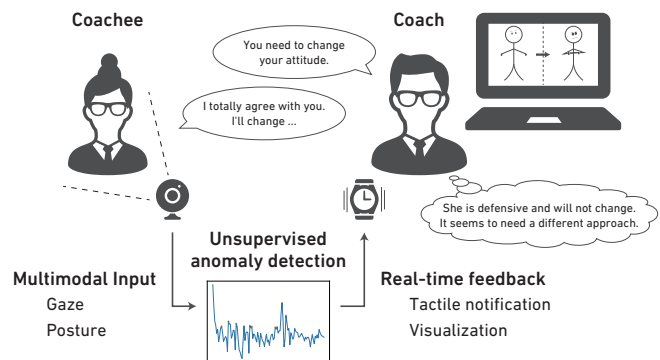 Coachee
Coach
You need to change
your attitude.
I totally agree with you.
I'll change ...
She is defensive and will not change.
It seems to need a different approach.
Unsupervised
anomaly detection
Multimodal Input
Gaze
Posture
Real-time feedback
Tactile notification
Visualization